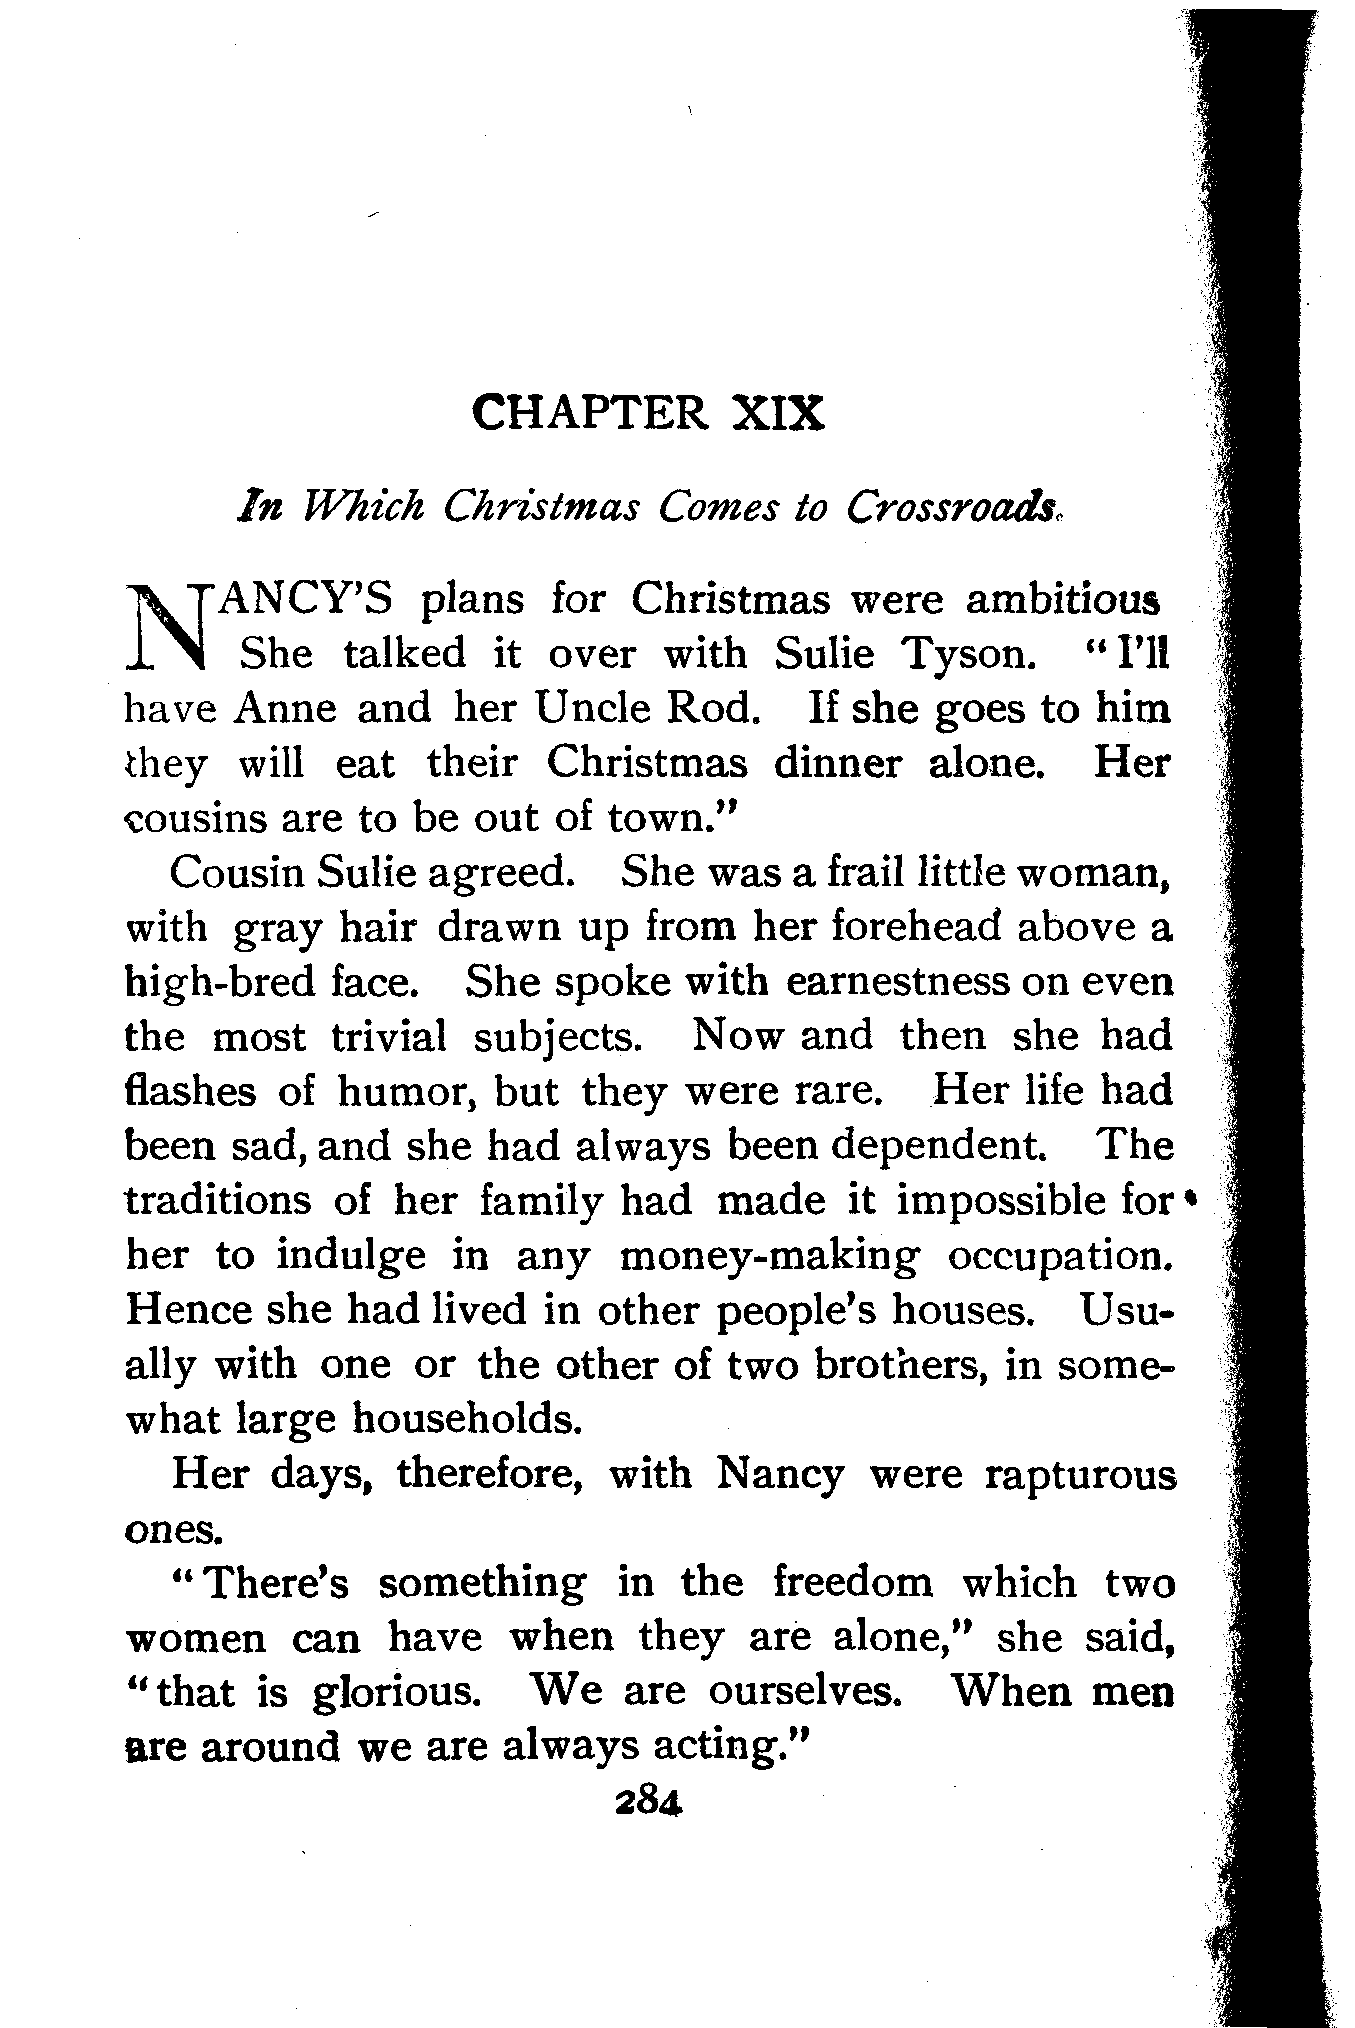 CHAPTER XIX
In Which Christmas Comes to Crossroads.
NANCY'S plans for Christmas were ambitious
She talked it over with Sulie Tyson. "I'll
have Anne and her Uncle Rod. If she goes to him
they will eat their Christmas dinner alone. Her
cousins are to be out of town."
Cousin Sulie agreed. She was a frail little woman,
with gray hair drawn up from her forehead above a
high-bred face. She spoke with earnestness on even
the most trivial subjects. Now and then she had
flashes of humor, but they were rare. Her life had
been sad, and she had always been dependent. The
traditions of her family had made it impossible for
her to indulge in any money-making occupation.
Hence she had lived in other people's houses. Usu-
ally with one or the other of two brothers, in some-
what large households.
Her days, therefore, with Nancy were rapturous
ones.
"There's something in the freedom which two
women can have when they are alone," she said,
"that is glorious. We are ourselves. When men
are around we are always acting."
284